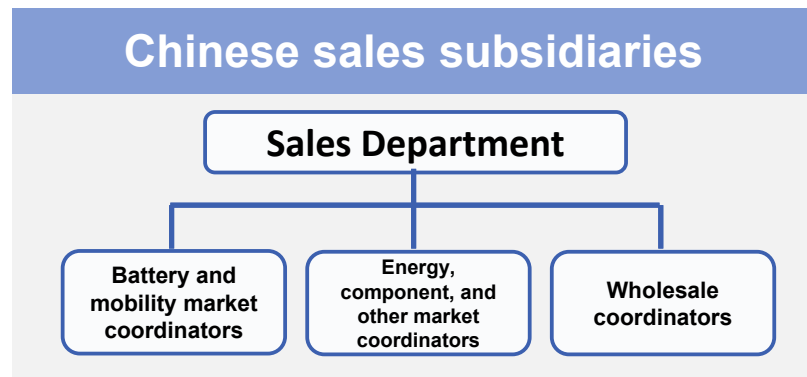 Chinese sales subsidiaries
Sales Department
Battery and
mobility market
coordinators
Energy,
component, and
other market
coordinators
Wholesale
coordinators